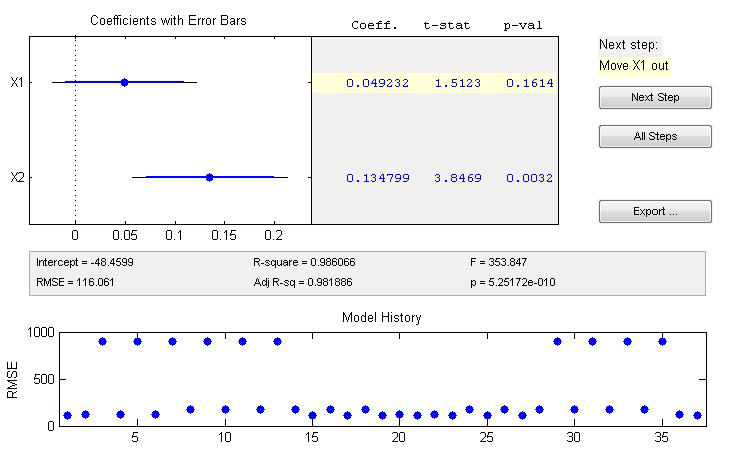 Coefficients with Error Bars
Coeff. t-stat p-val
Next step:
Move X1 out
X1
0.049232 1.5123 0.1614
Next Step
All Steps
X2
0.134799 3.8469 0.0032
Export ...
0 0.05 0.1 0.15 0.2
Intercept = -48.4599 R-square = 0.986066 F = 353.847
RMSE = 116.061 Adj R-sq = 0.981886 p = 5.25172e-010
Model History
1000
500
0
RMSE
5 10 15 20 25 30 35